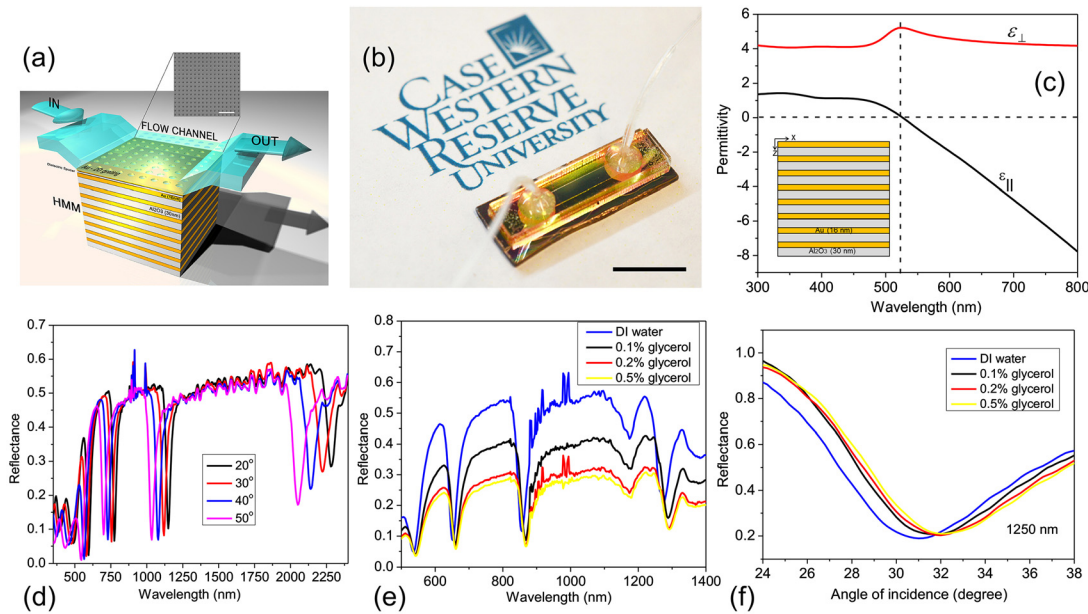 (a)
IN
FLOW CHANNEL
OUT
Au (16nm)
Al2O3 (30nm)
HMM
(b)
CASE
WESTERN
RESERVE
UNIVERSITY
(c)
Permittivity
6
4
2
0
-2
-4
-6
-8
ε⊥
ε||
X
Z
Au (16 nm)
Al2O3 (30 nm)
300 400 500 600 700 800
Wavelength (nm)
(d)
Reflectance
0.7
0.6
0.5
0.4
0.3
0.2
0.1
0.0
20°
30°
40°
50°
500 750 1000 1250 1500 1750 2000 2250
Wavelength (nm)
(e)
Reflectance
0.8
0.7
0.6
0.5
0.4
0.3
0.2
0.1
0.0
DI water
0.1% glycerol
0.2% glycerol
0.5% glycerol
600 800 1000 1200 1400
Wavelength (nm)
(f)
Reflectance
1.0
0.8
0.6
0.4
0.2
DI water
0.1% glycerol
0.2% glycerol
0.5% glycerol
1250 nm
24 26 28 30 32 34 36 38
Angle of incidence (degree)